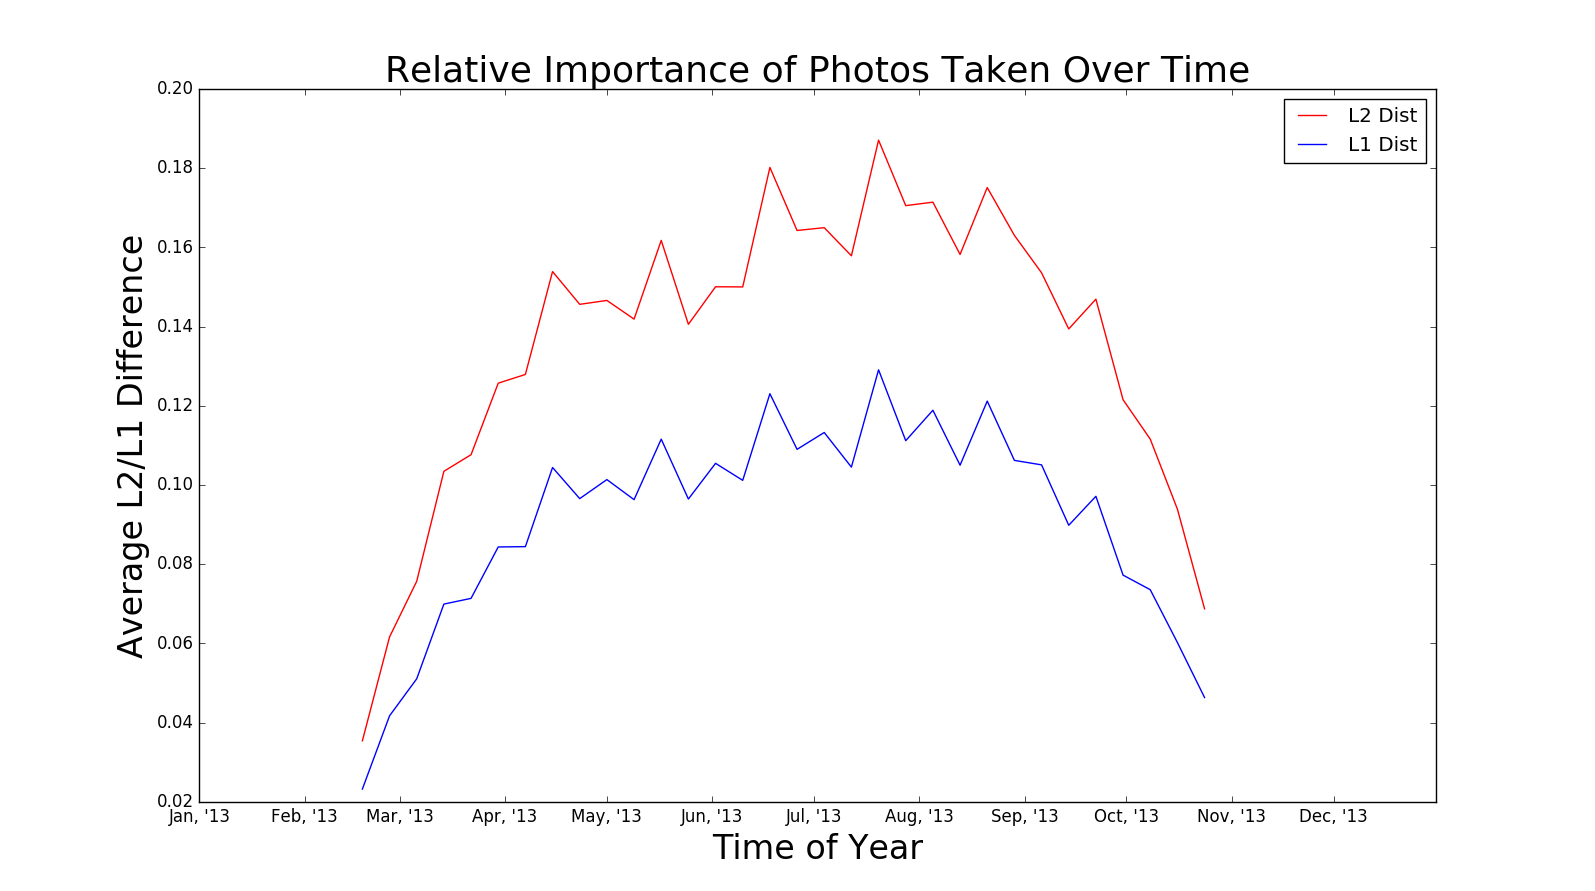 Relative Importance of Photos Taken Over Time
L2 Dist
L1 Dist
Average L2/L1 Difference
0.20
0.18
0.16
0.14
0.12
0.10
0.08
0.06
0.04
0.02
Jan, '13 Feb, '13 Mar, '13 Apr, '13 May, '13 Jun, '13 Jul, '13 Aug, '13 Sep, '13 Oct, '13 Nov, '13 Dec, '13
Time of Year